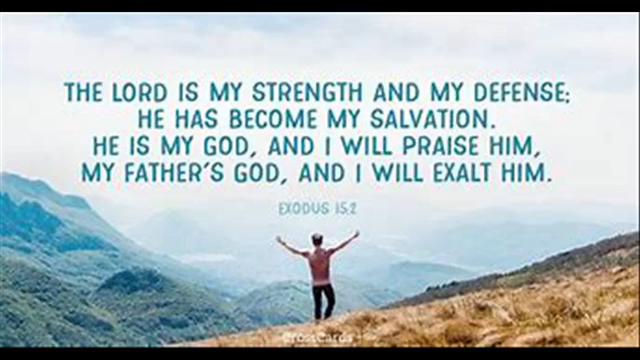 THE LORD IS MY STRENGTH AND MY DEFENSE;
HE HAS BECOME MY SALVATION.
HE IS MY GOD, AND I WILL PRAISE HIM,
MY FATHER'S GOD, AND I WILL EXALT HIM.
EXODUS 15:2
CROSSCARDS